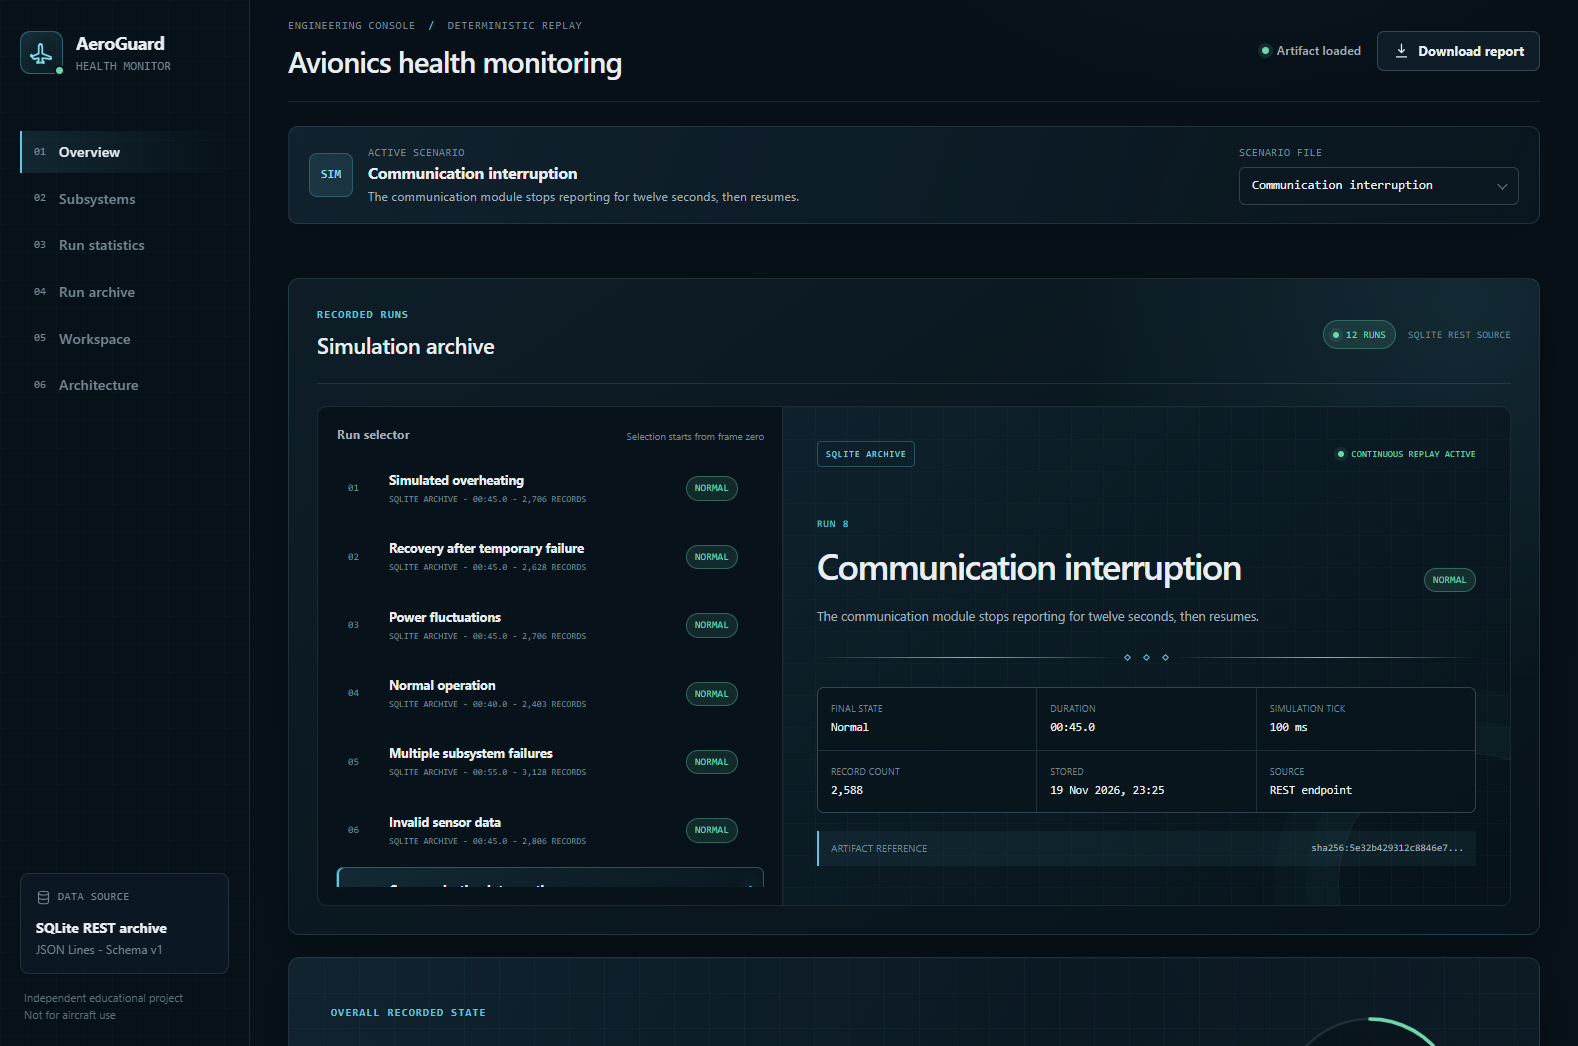 AeroGuard
HEALTH MONITOR
01 Overview
02 Subsystems
03 Run statistics
04 Run archive
05 Workspace
06 Architecture
DATA SOURCE
SQLite REST archive
JSON Lines - Schema v1
Independent educational project
Not for aircraft use
ENGINEERING CONSOLE / DETERMINISTIC REPLAY
Avionics health monitoring
Artifact loaded
Download report
SIM
ACTIVE SCENARIO
Communication interruption
The communication module stops reporting for twelve seconds, then resumes.
SCENARIO FILE
Communication interruption
RECORDED RUNS
Simulation archive
12 RUNS
SQLITE REST SOURCE
Run selector
Selection starts from frame zero
01 Simulated overheating NORMAL
SQLITE ARCHIVE - 00:45.0 - 2,706 RECORDS
02 Recovery after temporary failure NORMAL
SQLITE ARCHIVE - 00:45.0 - 2,628 RECORDS
03 Power fluctuations NORMAL
SQLITE ARCHIVE - 00:45.0 - 2,706 RECORDS
04 Normal operation NORMAL
SQLITE ARCHIVE - 00:40.0 - 2,403 RECORDS
05 Multiple subsystem failures NORMAL
SQLITE ARCHIVE - 00:55.0 - 3,128 RECORDS
06 Invalid sensor data NORMAL
SQLITE ARCHIVE - 00:45.0 - 2,806 RECORDS
SQLITE ARCHIVE
CONTINUOUS REPLAY ACTIVE
RUN 8
Communication interruption
NORMAL
The communication module stops reporting for twelve seconds, then resumes.
FINAL STATE
Normal
DURATION
00:45.0
SIMULATION TICK
100 ms
RECORD COUNT
2,588
STORED
19 Nov 2026, 23:25
SOURCE
REST endpoint
ARTIFACT REFERENCE
sha256:5e32b429312c8846e7...
OVERALL RECORDED STATE